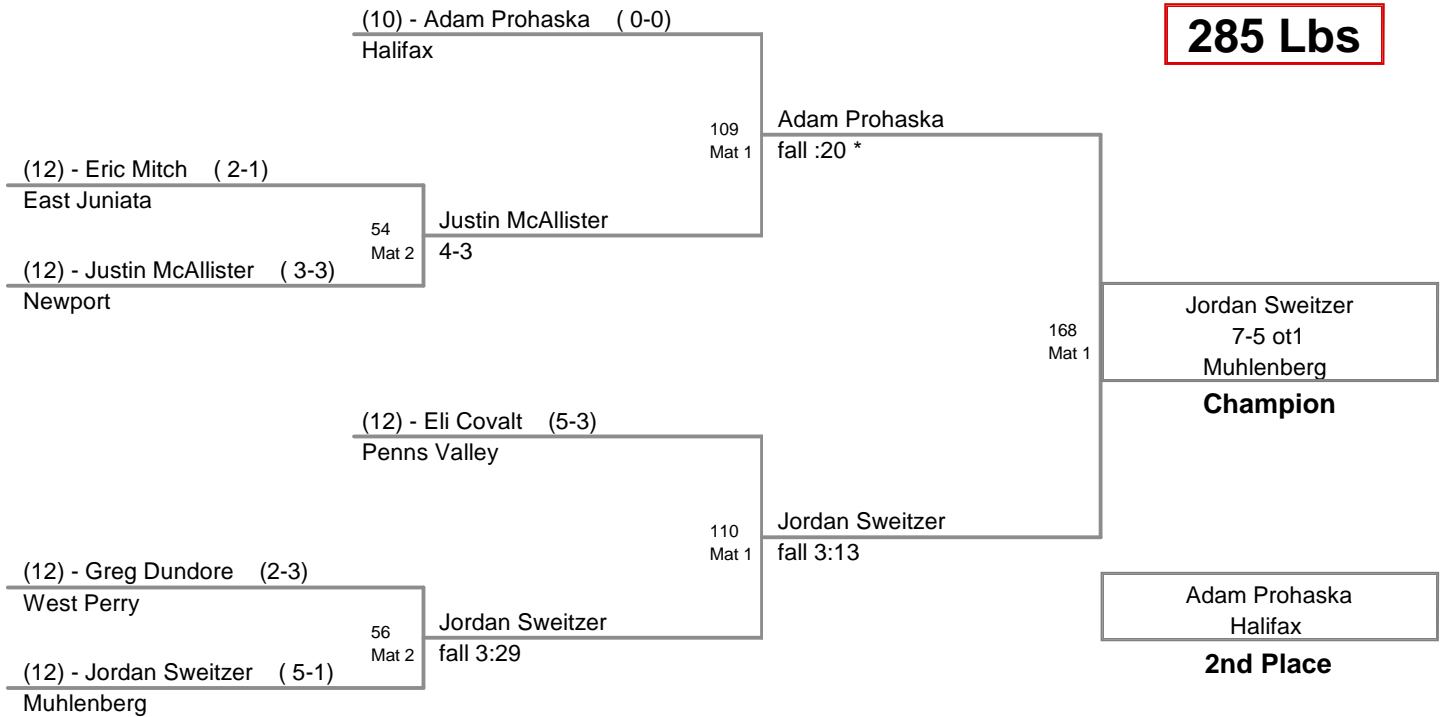 (10) - Adam Prohaska ( 0-0)
Halifax
285 Lbs
109
Mat 1
Adam Prohaska
fall :20 *
(12) - Eric Mitch ( 2-1)
East Juniata
54
Mat 2
Justin McAllister
4-3
(12) - Justin McAllister ( 3-3)
Newport
168
Mat 1
Jordan Sweitzer
7-5 ot1
Muhlenberg
Champion
(12) - Eli Covalt (5-3)
Penns Valley
110
Mat 1
Jordan Sweitzer
fall 3:13
(12) - Greg Dundore (2-3)
West Perry
56
Mat 2
Jordan Sweitzer
fall 3:29
(12) - Jordan Sweitzer ( 5-1)
Muhlenberg
Adam Prohaska
Halifax
2nd Place